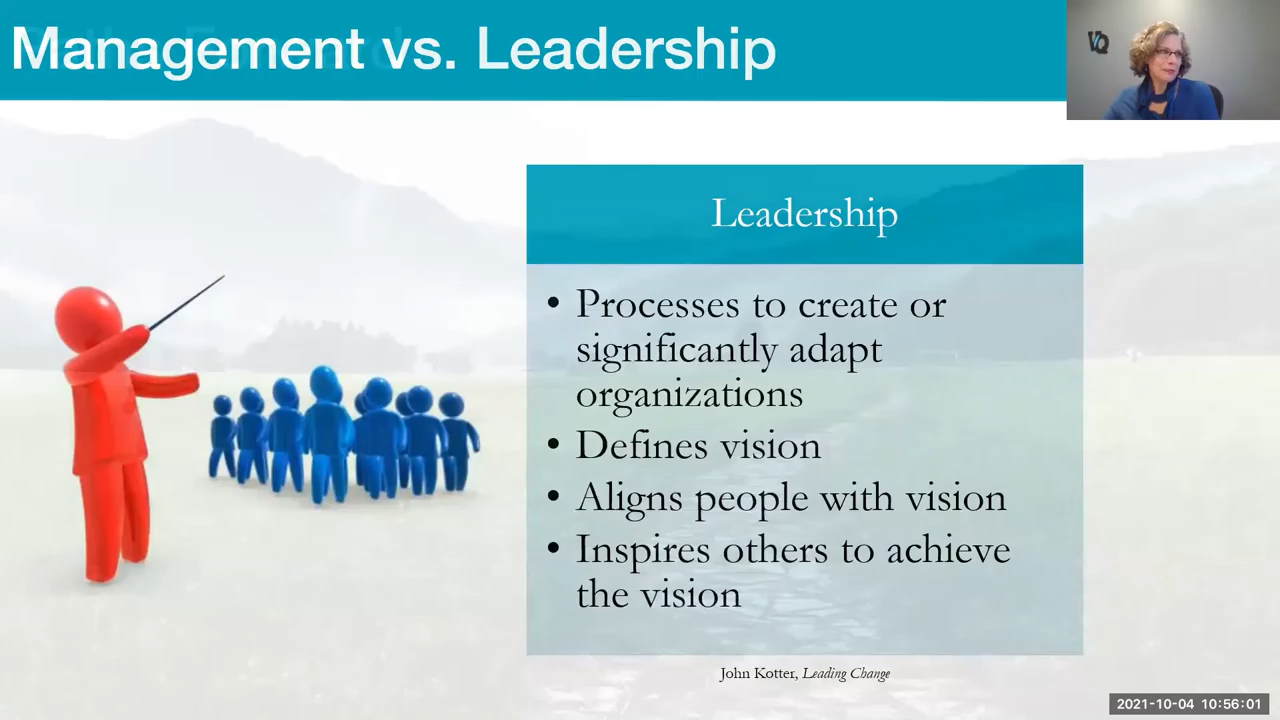 Management vs. Leadership
VQ
Leadership
• Processes to create or
significantly adapt
organizations
• Defines vision
• Aligns people with vision
• Inspires others to achieve
the vision
John Kotter, Leading Change
2021-10-04 10:56:01